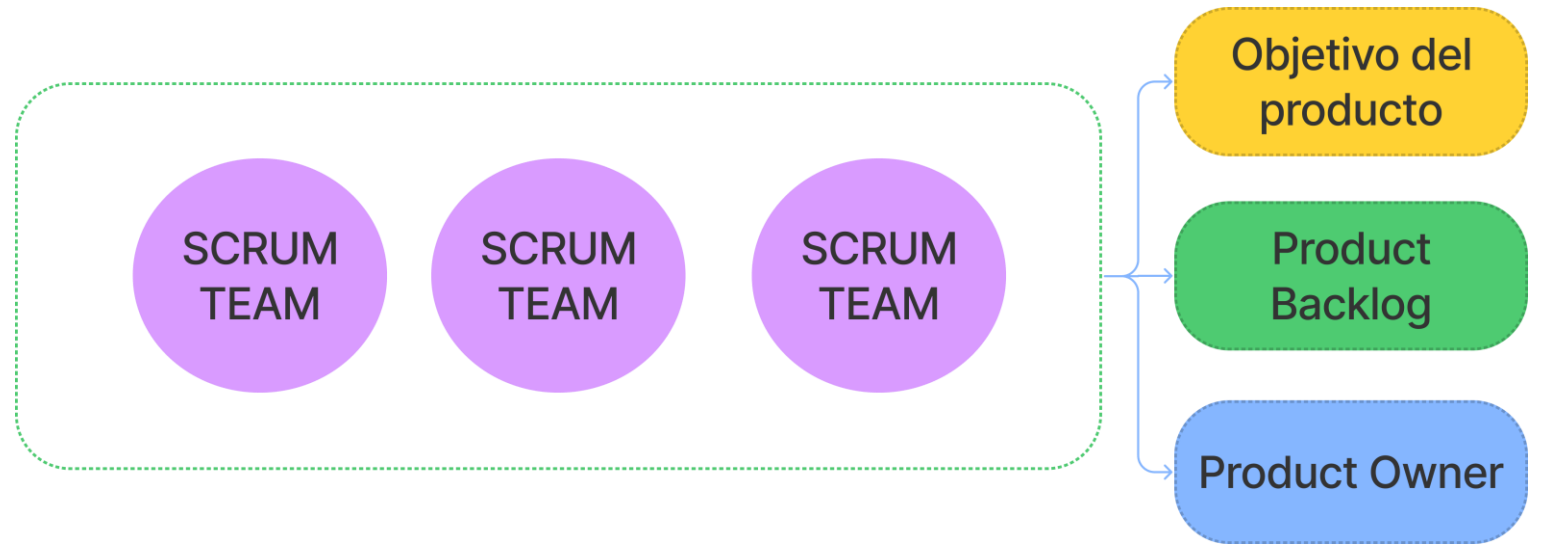 SCRUM
TEAM
SCRUM
TEAM
SCRUM
TEAM
Objetivo del
producto
Product
Backlog
Product Owner